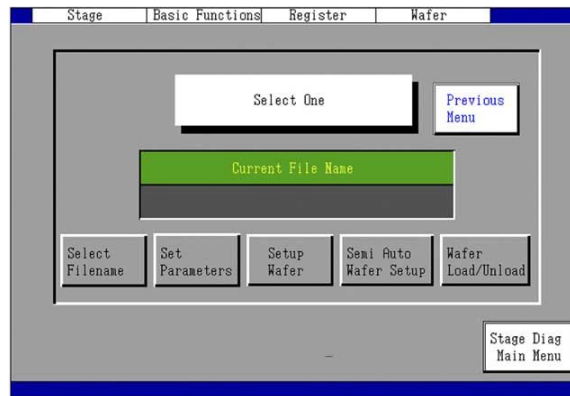 Stage Basic Functions Register Wafer
Select One
Previous
Menu
Current File Name
Select
Filename
Set
Parameters
Setup
Wafer
Semi Auto
Wafer Setup
Wafer
Load/Unload
Stage Diag
Main Menu